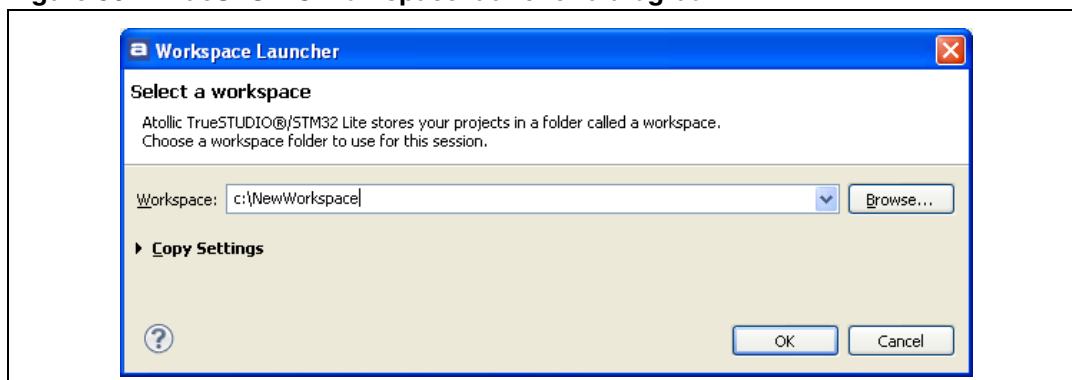 Workspace Launcher
Select a workspace
Atollic TrueSTUDIO®/STM32 Lite stores your projects in a folder called a workspace.
Choose a workspace folder to use for this session.
Workspace: c:\NewWorkspace Browse...
Copy Settings
OK Cancel